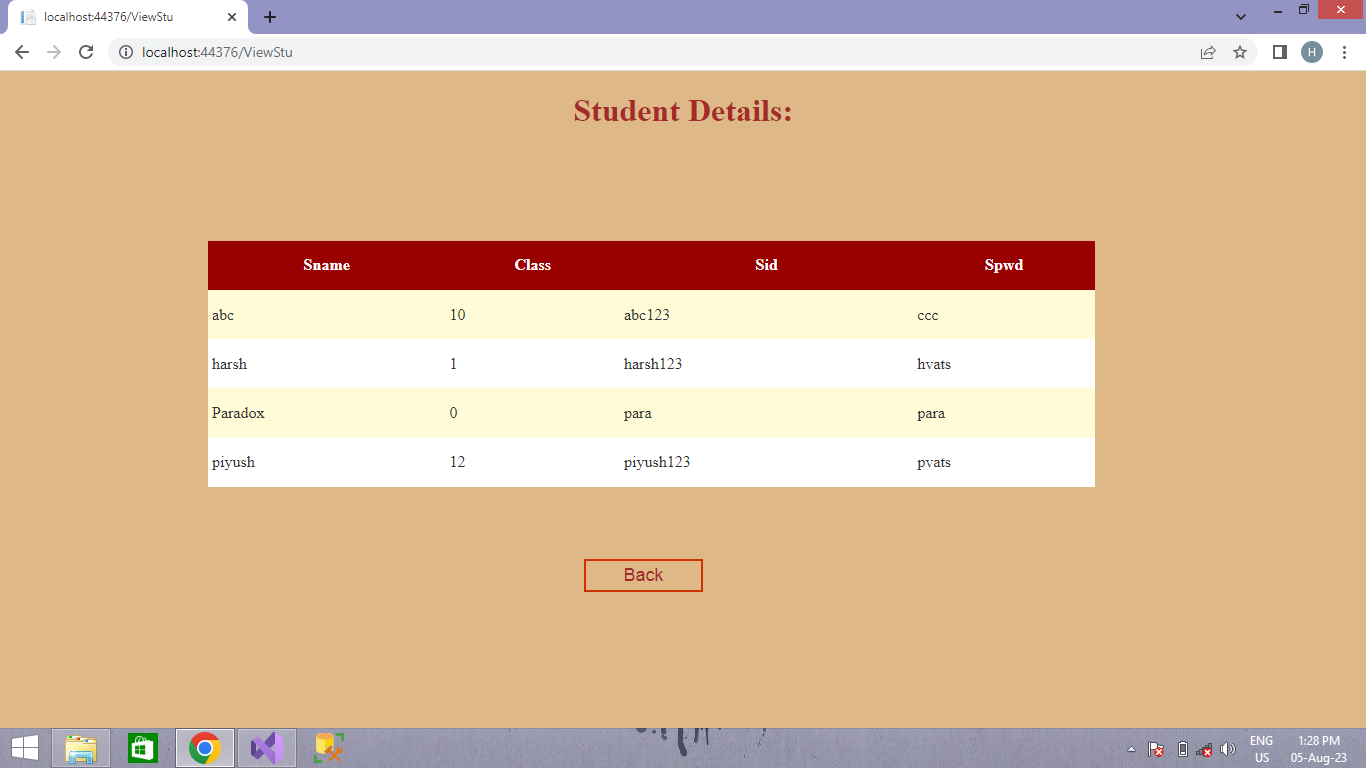 localhost:44376/ViewStu
localhost:44376/ViewStu
H
Student Details:
Sname Class Sid Spwd
abc 10 abc123 ccc
harsh 1 harsh123 hvats
Paradox 0 para para
piyush 12 piyush123 pvats
Back
ENG 1:28 PM
US 05-Aug-23